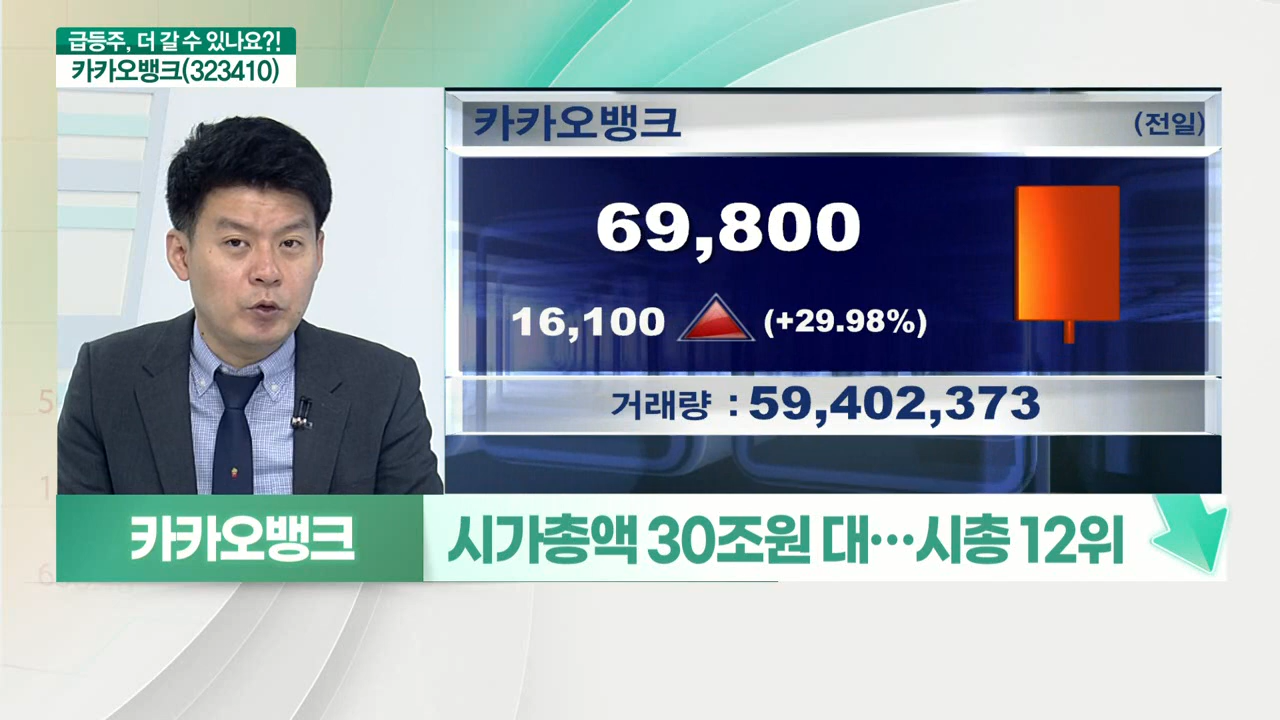 급등주, 더 갈 수 있나요?!
카카오뱅크(323410)
카카오뱅크
(전일)
69,800
16,100 ▲ (+29.98%)
거래량 : 59,402,373
카카오뱅크
시가총액 30조원 대…시총 12위